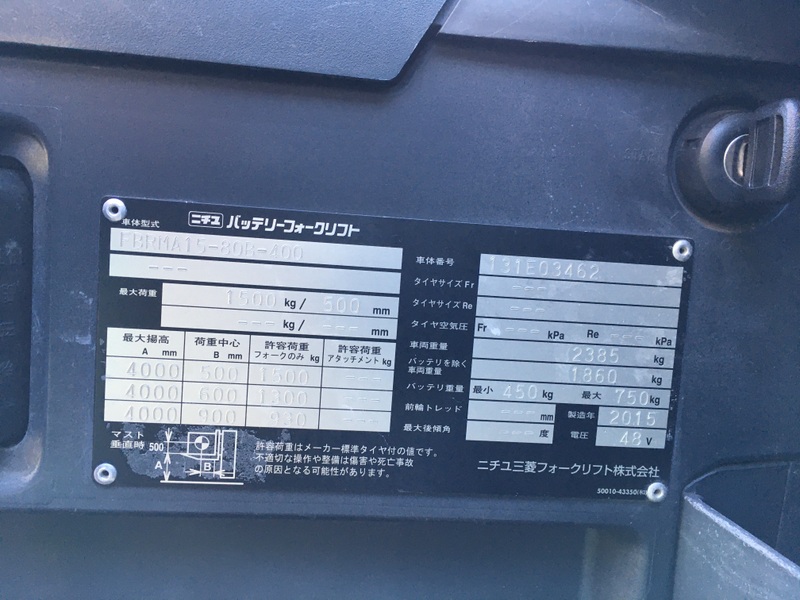 ニチユ バッテリーフォークリフト
車体型式
FBRMA15-80B-400
---
最大荷重 1500 kg/ 500 mm
--- kg/ --- mm
最大揚高 A mm 荷重中心 B mm 許容荷重 フォークのみ kg 許容荷重 アタッチメント kg
4000 500 1500 ---
4000 600 1300 ---
4000 900 930 ---
マスト垂直時 500 A B
許容荷重はメーカー標準タイヤ付の値です。
不適切な操作や整備は傷害や死亡事故
の原因となる可能性があります。
車体番号 131E03462
タイヤサイズ Fr ---
タイヤサイズ Re ---
タイヤ空気圧 Fr --- kPa Re --- kPa
車両重量 2385 kg
バッテリを除く車両重量 1860 kg
バッテリ重量 最小 450 kg 最大 750 kg
前輪トレッド --- mm 製造年 2015
最大後傾角 --- 度 電圧 48 V
ニチユ三菱フォークリフト株式会社
50010-43350